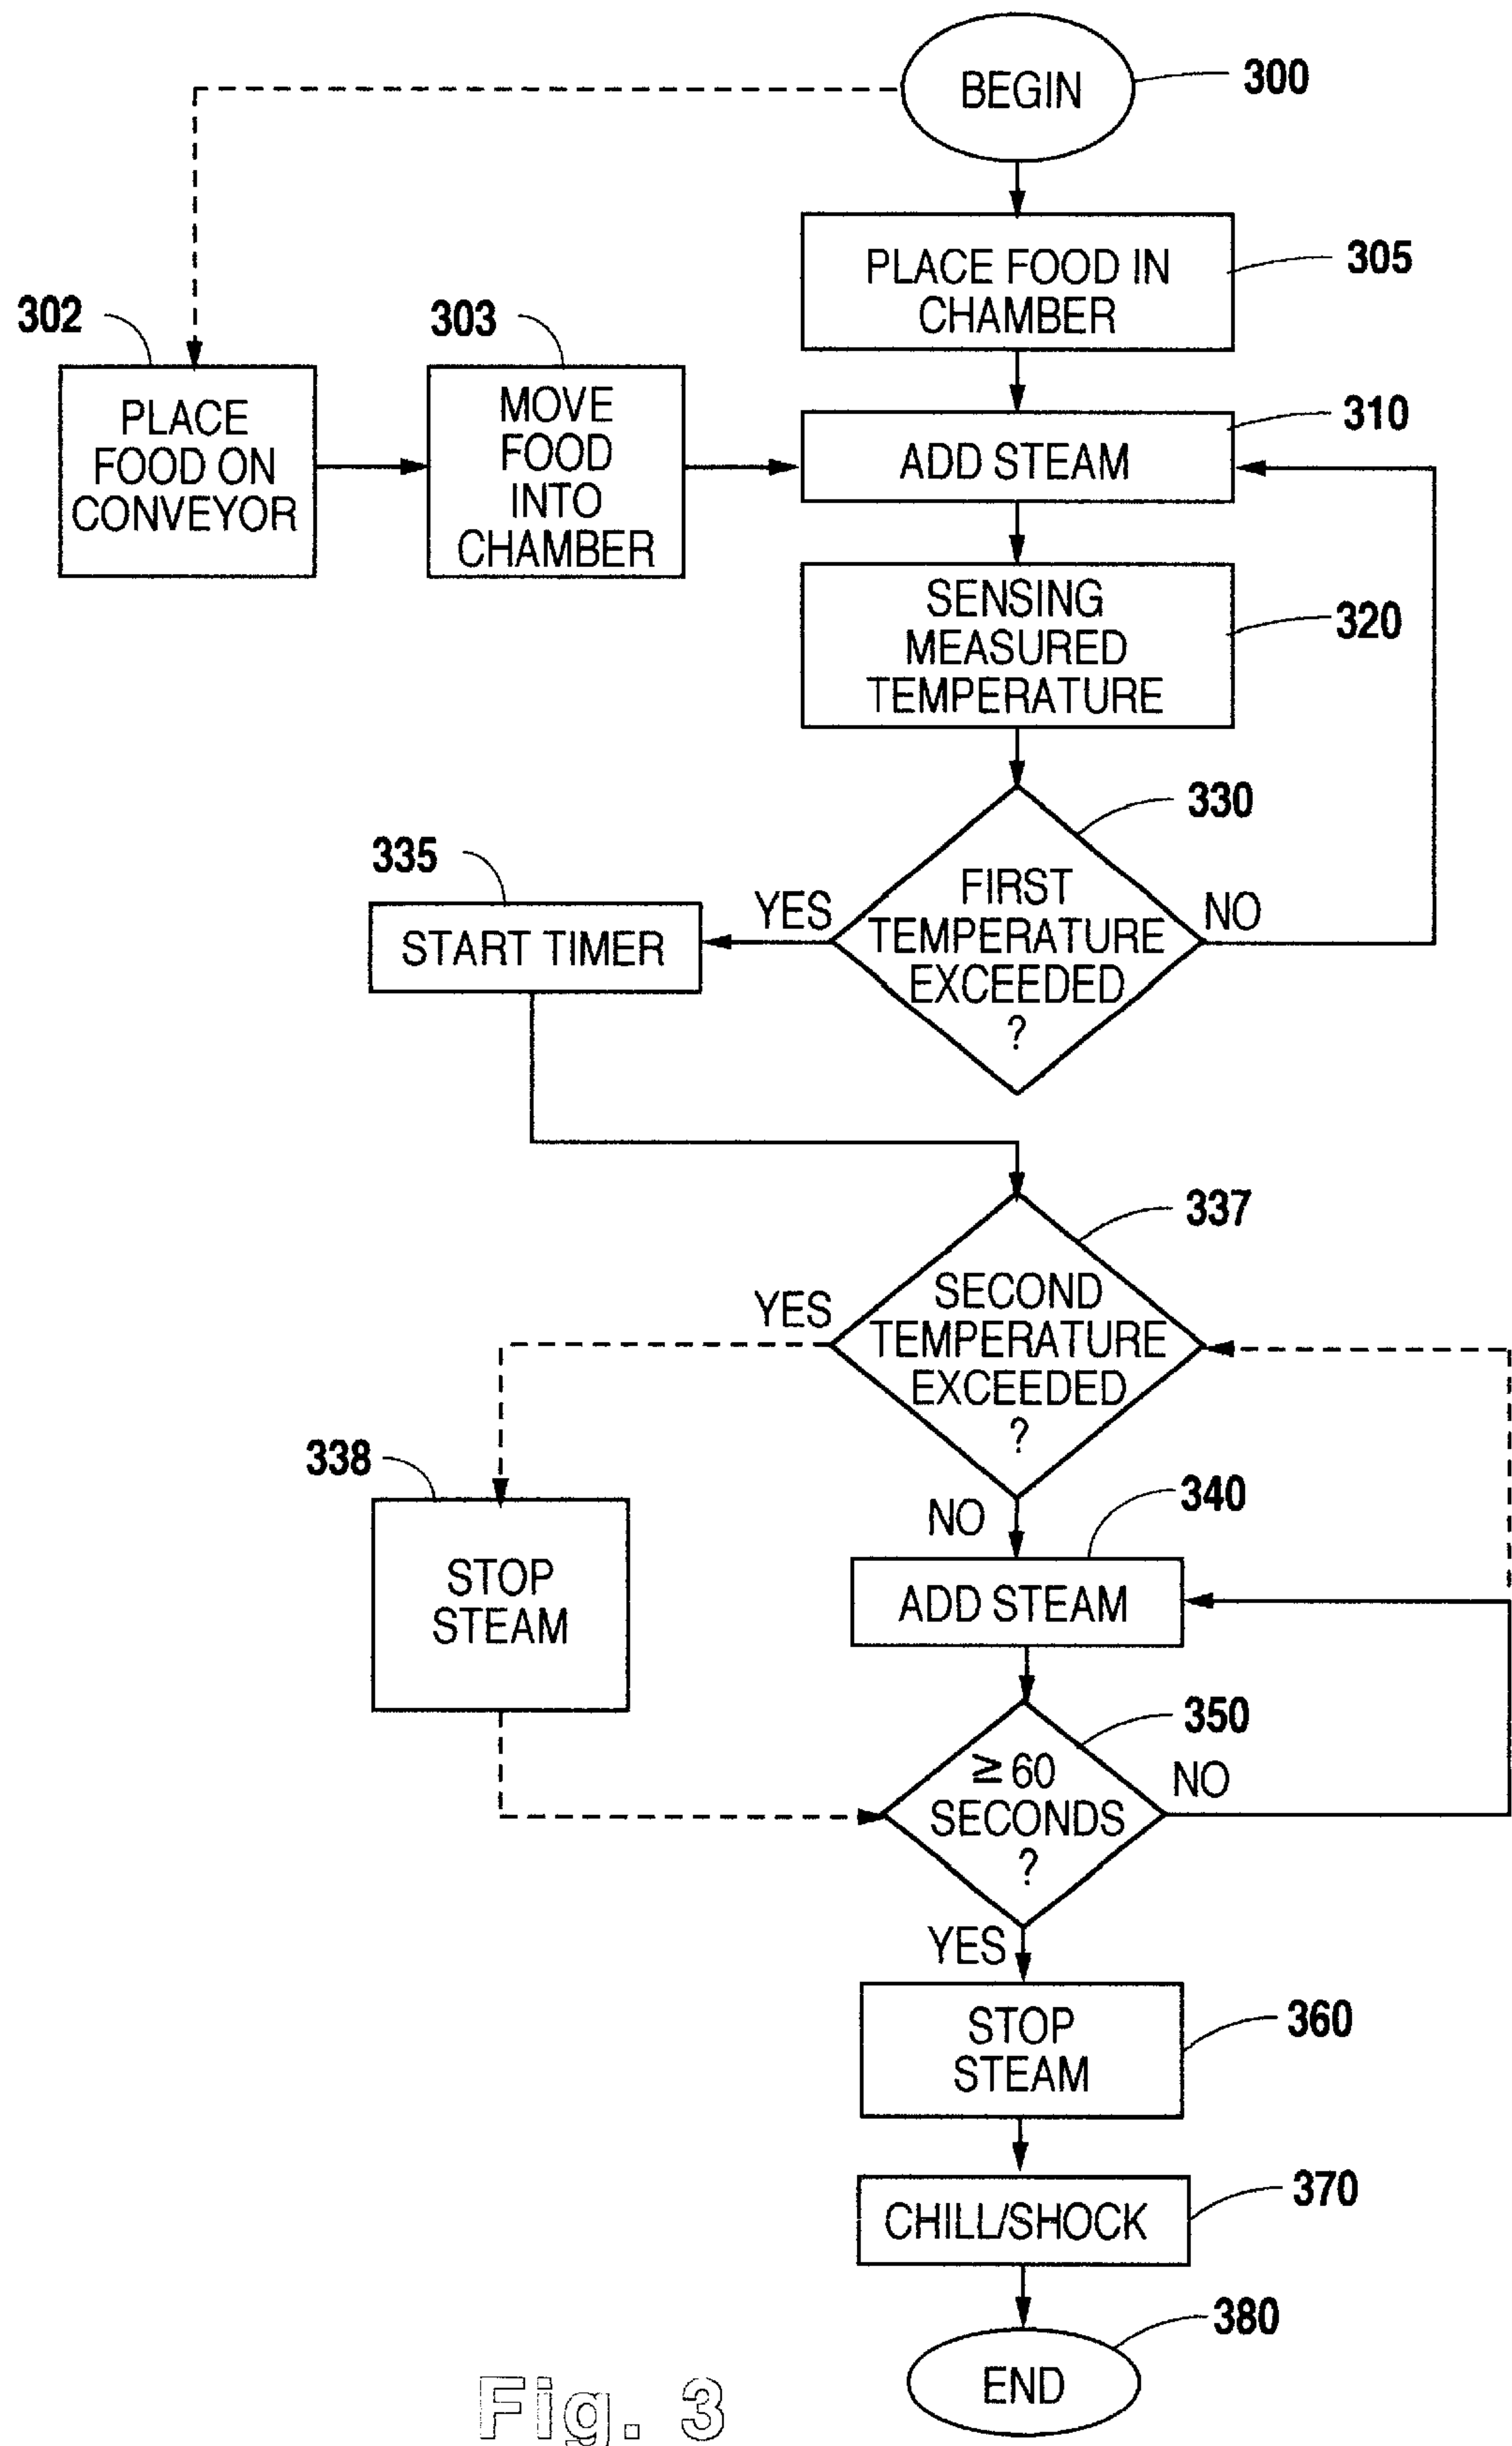 BEGIN
300
PLACE FOOD IN
CHAMBER
305
302
PLACE
FOOD ON
CONVEYOR
303
MOVE
FOOD
INTO
CHAMBER
310
ADD STEAM
SENSING
MEASURED
TEMPERATURE
320
330
FIRST
TEMPERATURE
EXCEEDED
?
YES
NO
335
START TIMER
337
SECOND
TEMPERATURE
EXCEEDED
?
YES
NO
338
STOP
STEAM
340
ADD STEAM
350
≥ 60
SECONDS
?
NO
YES
STOP
STEAM
360
CHILL/SHOCK
370
380
END
Fig. 3